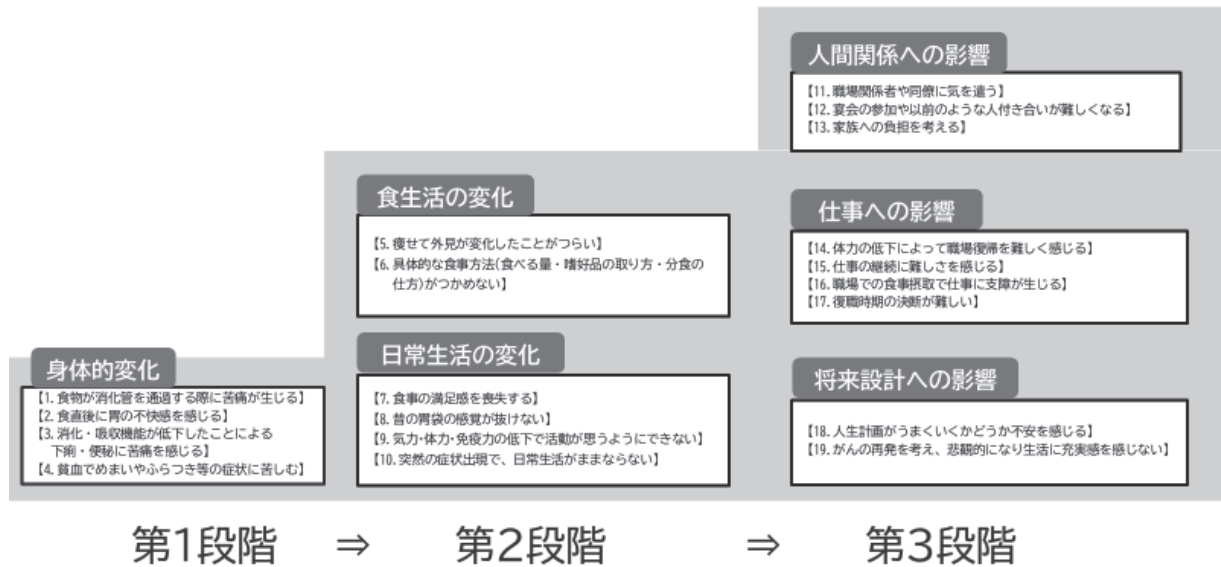 人間関係への影響
【11. 職場関係者や同僚に気を遣う】
【12. 宴会の参加や以前のような人付き合いが難しくなる】
【13. 家族への負担を考える】
食生活の変化
【5. 痩せて外見が変化したことがつらい】
【6. 具体的な食事方法(食べる量・嗜好品の取り方・分食の
仕方)がつかめない】
仕事への影響
【14. 体力の低下によって職場復帰を難しく感じる】
【15. 仕事の継続に難しさを感じる】
【16. 職場での食事摂取で仕事に支障が生じる】
【17. 復職時期の決断が難しい】
身体的変化
【1. 食物が消化管を通過する際に苦痛が生じる】
【2. 食直後に胃の不快感を感じる】
【3. 消化・吸収機能が低下したことによる
下痢・便秘に苦痛を感じる】
【4. 貧血でめまいやふらつき等の症状に苦しむ】
日常生活の変化
【7. 食事の満足感を喪失する】
【8. 昔の胃袋の感覚が抜けない】
【9. 気力・体力・免疫力の低下で活動が思うようにできない】
【10. 突然の症状出現で、日常生活がままならない】
将来設計への影響
【18. 人生計画がうまくいくかどうか不安を感じる】
【19. がんの再発を考え、悲観的になり生活に充実感を感じない】
第1段階 ⇒ 第2段階 ⇒ 第3段階